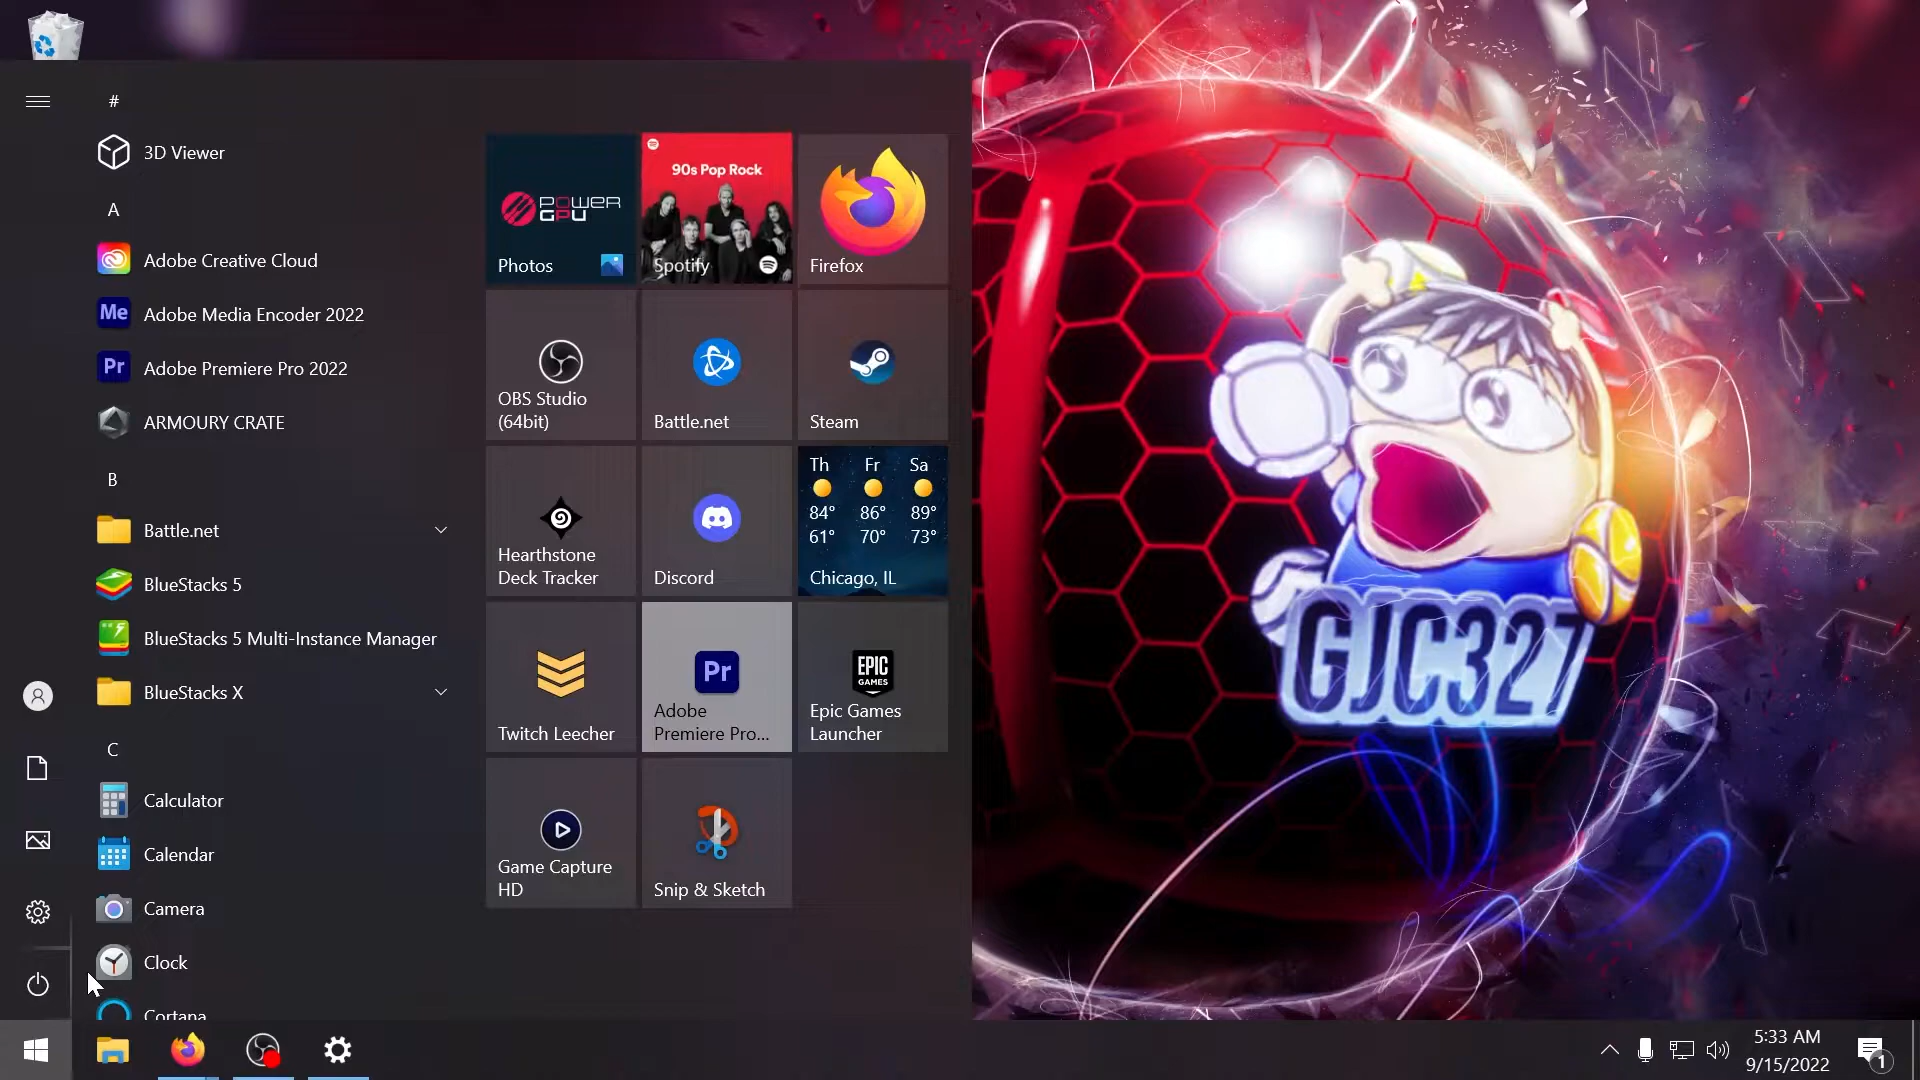 #
3D Viewer
A
Adobe Creative Cloud
Me
Adobe Media Encoder 2022
Pr
Adobe Premiere Pro 2022
ARMOURY CRATE
B
Battle.net
BlueStacks 5
BlueStacks 5 Multi-Instance Manager
BlueStacks X
C
Calculator
Calendar
Camera
Clock
Cortana
POWER
GPU
Photos
90s Pop Rock
Spotify
Firefox
OBS Studio
(64bit)
Battle.net
Steam
Hearthstone
Deck Tracker
Discord
Th Fr Sa
84° 86° 89°
61° 70° 73°
Chicago, IL
Twitch Leecher
Pr
Adobe
Premiere Pro...
EPIC
GAMES
Epic Games
Launcher
Game Capture
HD
Snip & Sketch
GJC327
5:33 AM
9/15/2022
1